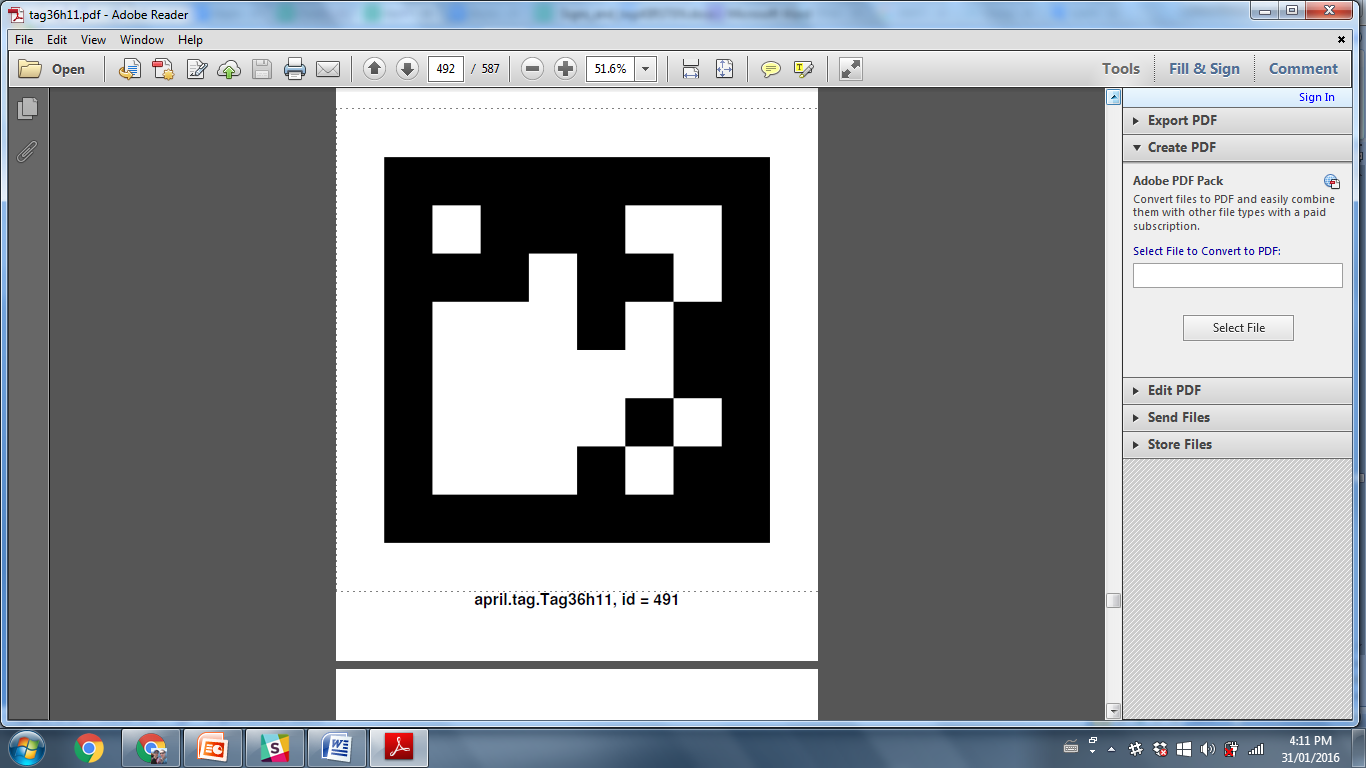 tag36h11.pdf - Adobe Reader
File Edit View Window Help
Open 492 / 587 51.6% Tools Fill & Sign Comment
Sign In
Export PDF
Create PDF
Adobe PDF Pack
Convert files to PDF and easily combine
them with other file types with a paid
subscription.
Select File to Convert to PDF:
Select File
Edit PDF
Send Files
Store Files
april.tag.Tag36h11, id = 491
4:11 PM
31/01/2016